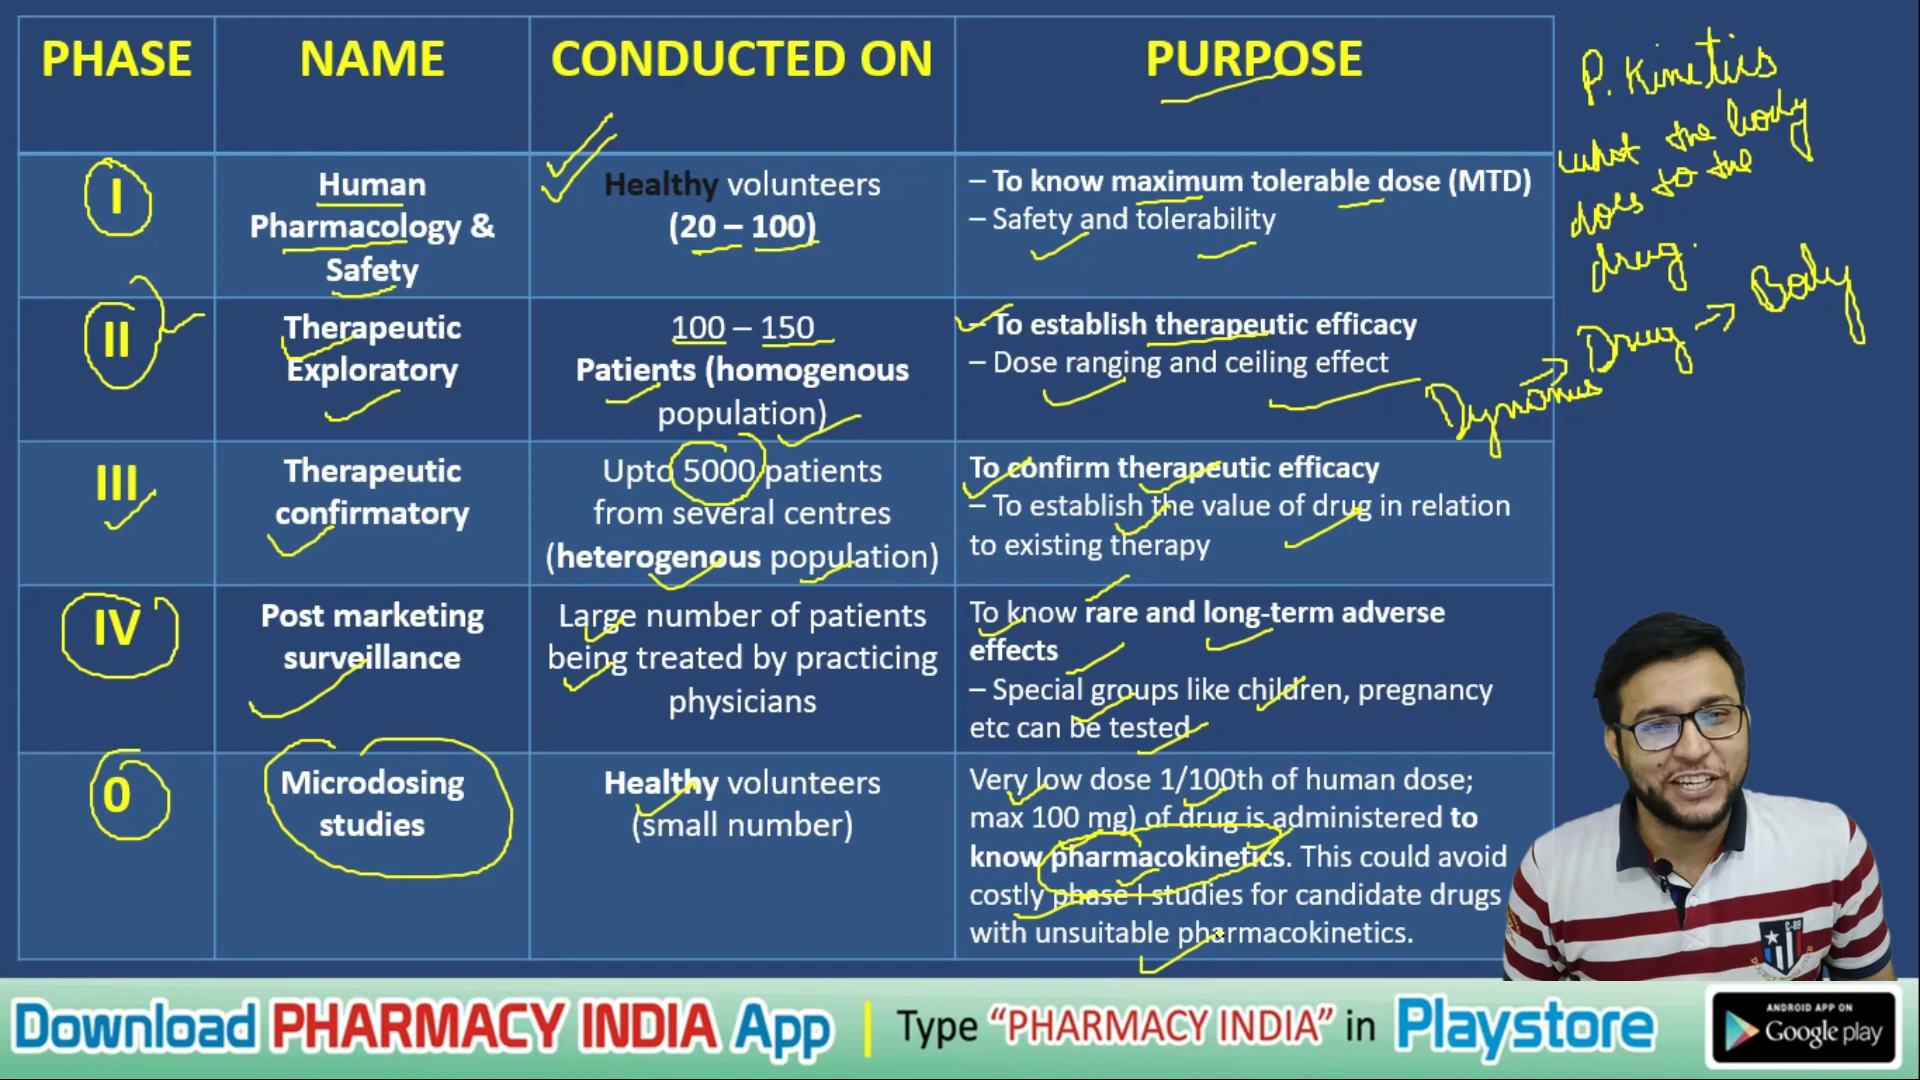 PHASE
NAME
CONDUCTED ON
PURPOSE
I
Human
Pharmacology &
Safety
Healthy volunteers
(20 – 100)
– To know maximum tolerable dose (MTD)
– Safety and tolerability
II
Therapeutic
Exploratory
100 – 150
Patients (homogenous
population)
– To establish therapeutic efficacy
– Dose ranging and ceiling effect
III
Therapeutic
confirmatory
Upto 5000 patients
from several centres
(heterogenous population)
To confirm therapeutic efficacy
– To establish the value of drug in relation
to existing therapy
IV
Post marketing
surveillance
Large number of patients
being treated by practicing
physicians
To know rare and long-term adverse
effects
– Special groups like children, pregnancy
etc can be tested
0
Microdosing
studies
Healthy volunteers
(small number)
Very low dose 1/100th of human dose;
max 100 mg) of drug is administered to
know pharmacokinetics. This could avoid
costly phase I studies for candidate drugs
with unsuitable pharmacokinetics.
P. Kinetics
what the body
does to the
drug.
Dynamics → Drug → Body
C-89
Download PHARMACY INDIA App | Type “PHARMACY INDIA” in Playstore
ANDROID APP ON
Google play